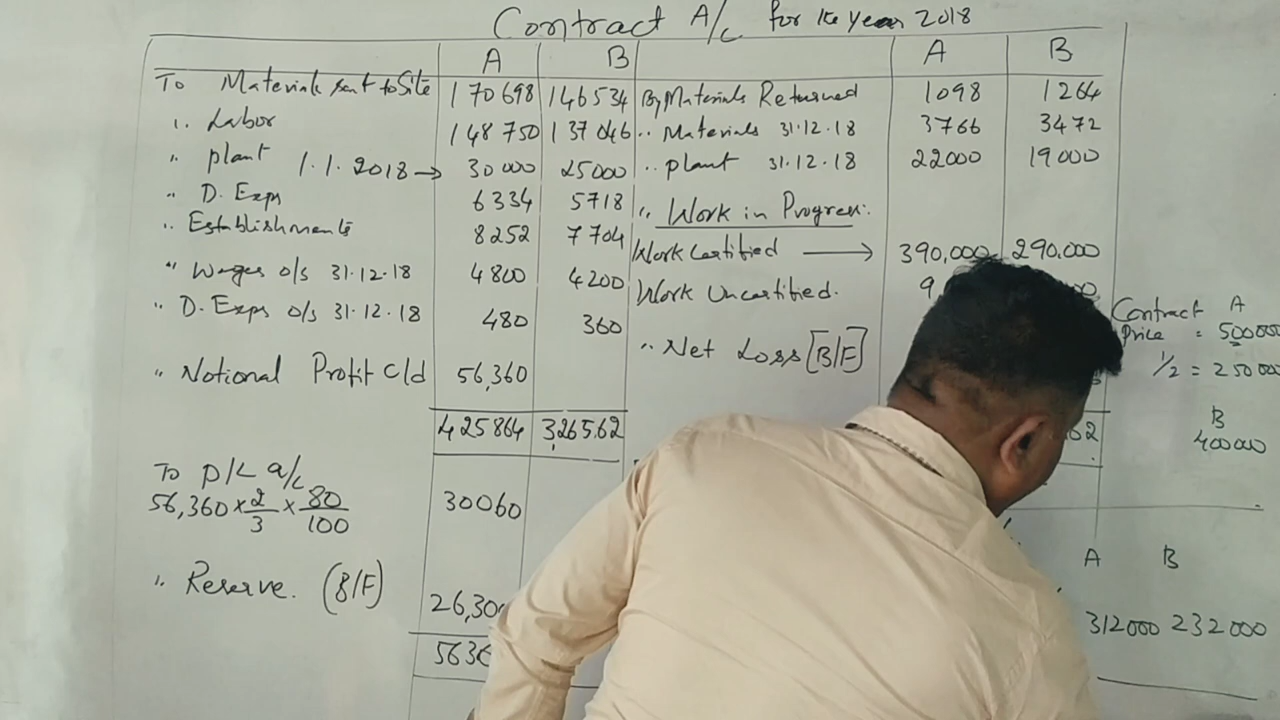 Contract A/c for the year 2018
A B A B
To Materials sent to Site 170698 146534 By Materials Returned 1098 1264
" Labor 148750 137046 " Materials 31.12.18 3766 3472
" plant 1.1.2018 → 30000 25000 " plant 31.12.18 22000 19000
" D. Exps 6334 5718 " Work in Progress:
" Establishments 8252 7704 Work Certified → 390,000 290,000
" Wages o/s 31.12.18 4800 4200 Work Uncertified. 9
" D. Exps o/s 31.12.18 480 360 " Net Loss [B/F]
" Notional Profit C/d 56,360
425864 326562
To P/L a/c
56,360 × 2/3 × 80/100 30060
" Reserve. (B/F) 26,300
Contract A
Price = 500000
1/2 = 250000
B
400000
A B
312000 232000